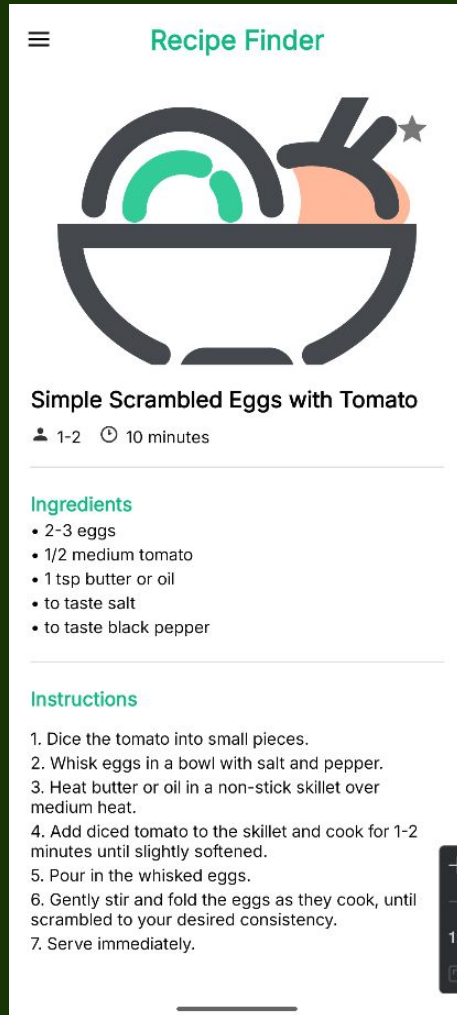 Recipe Finder
Simple Scrambled Eggs with Tomato
1-2 10 minutes
Ingredients
• 2-3 eggs
• 1/2 medium tomato
• 1 tsp butter or oil
• to taste salt
• to taste black pepper
Instructions
1. Dice the tomato into small pieces.
2. Whisk eggs in a bowl with salt and pepper.
3. Heat butter or oil in a non-stick skillet over
medium heat.
4. Add diced tomato to the skillet and cook for 1-2
minutes until slightly softened.
5. Pour in the whisked eggs.
6. Gently stir and fold the eggs as they cook, until
scrambled to your desired consistency.
7. Serve immediately.